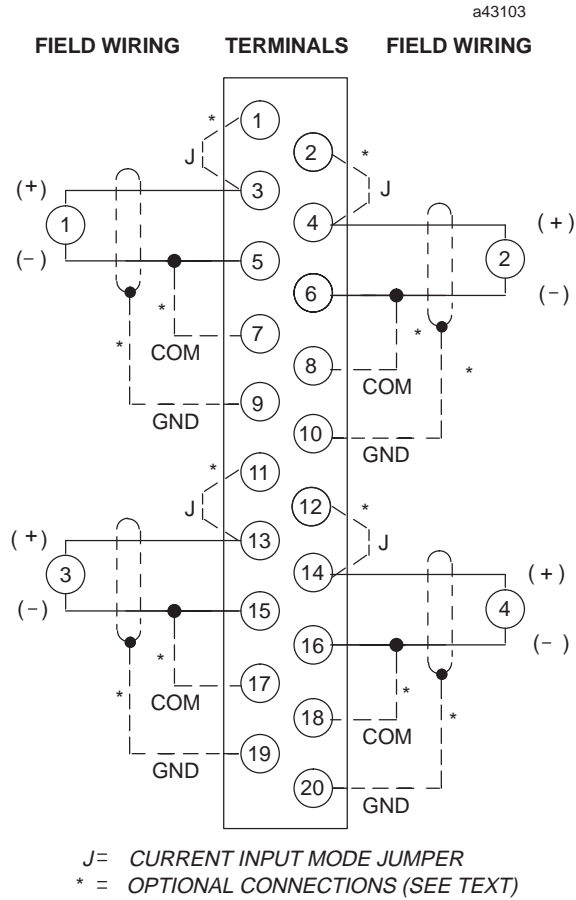 a43103
FIELD WIRING TERMINALS FIELD WIRING
*
1
J
2
*
J
(+)
3
1
4
(+)
(-)
5
2
6
(-)
*
7
COM
*
8
*
*
COM
9
GND
10
GND
*
11
J
12
*
J
(+)
13
3
14
(+)
(-)
15
4
16
(-)
*
17
COM
*
18
*
*
COM
19
GND
20
GND
J= CURRENT INPUT MODE JUMPER
* = OPTIONAL CONNECTIONS (SEE TEXT)